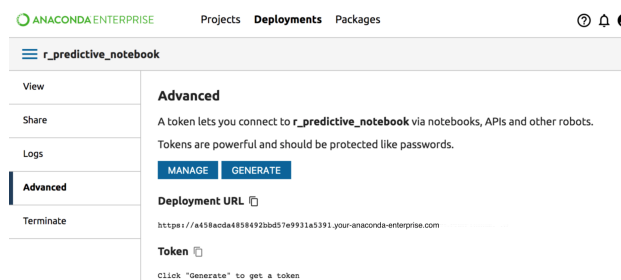 ANACONDA ENTERPRISE Projects Deployments Packages
r_predictive_notebook
View
Share
Logs
Advanced
Terminate
Advanced
A token lets you connect to r_predictive_notebook via notebooks, APIs and other robots.
Tokens are powerful and should be protected like passwords.
MANAGE GENERATE
Deployment URL
https://a458acda4858492bbd57e9931a5391.your-anaconda-enterprise.com
Token
Click "Generate" to get a token